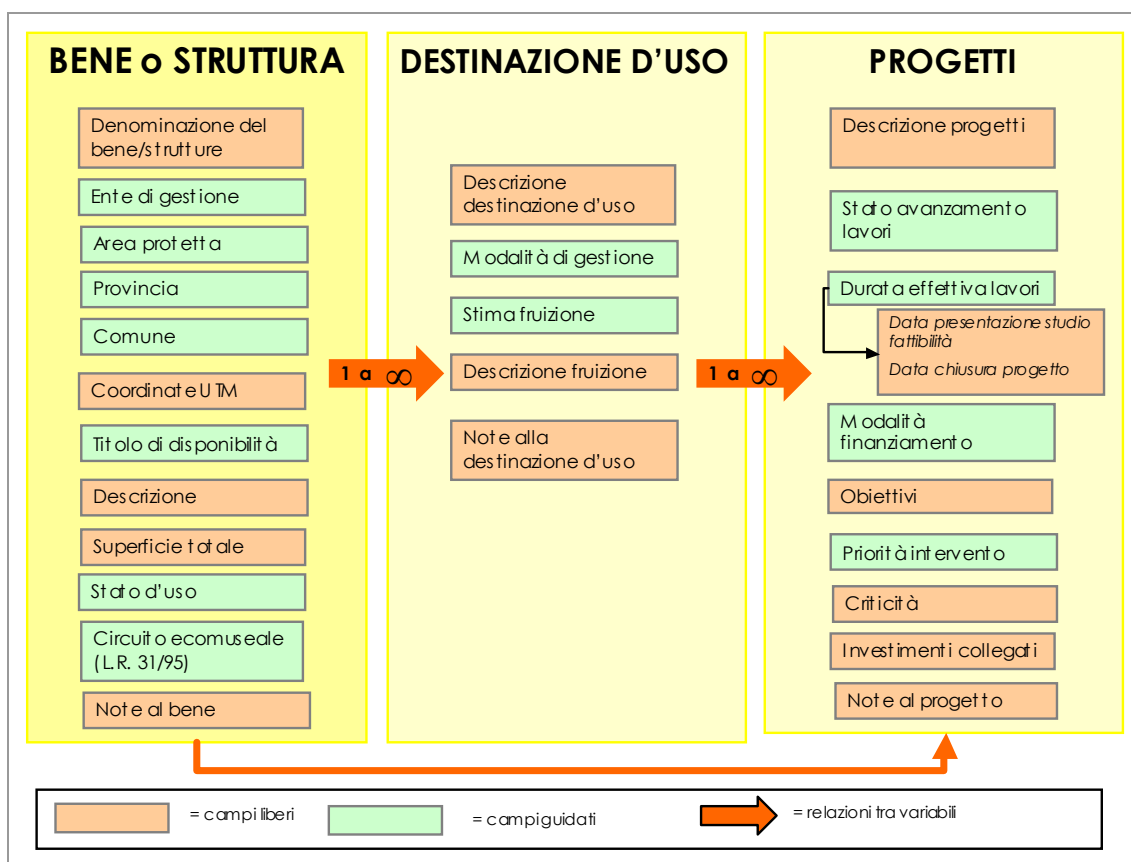 BENE o STRUTTURA
Denominazione del
bene/strutture
Ente di gestione
Area protetta
Provincia
Comune
Coordinate UTM
Titolo di disponibilità
Descrizione
Superficie totale
Stato d'uso
Circuito ecomuseale
(L.R. 31/95)
Note al bene
1 a ∞
DESTINAZIONE D'USO
Descrizione
destinazione d'uso
Modalità di gestione
Stima fruizione
Descrizione fruizione
Note alla
destinazione d'uso
1 a ∞
PROGETTI
Descrizione progetti
Stato avanzamento
lavori
Durata effettiva lavori
Data presentazione studio
fattibilità
Data chiusura progetto
Modalità
finanziamento
Obiettivi
Priorità intervento
Criticità
Investimenti collegati
Note al progetto
= campi liberi
= campi guidati
= relazioni tra variabili